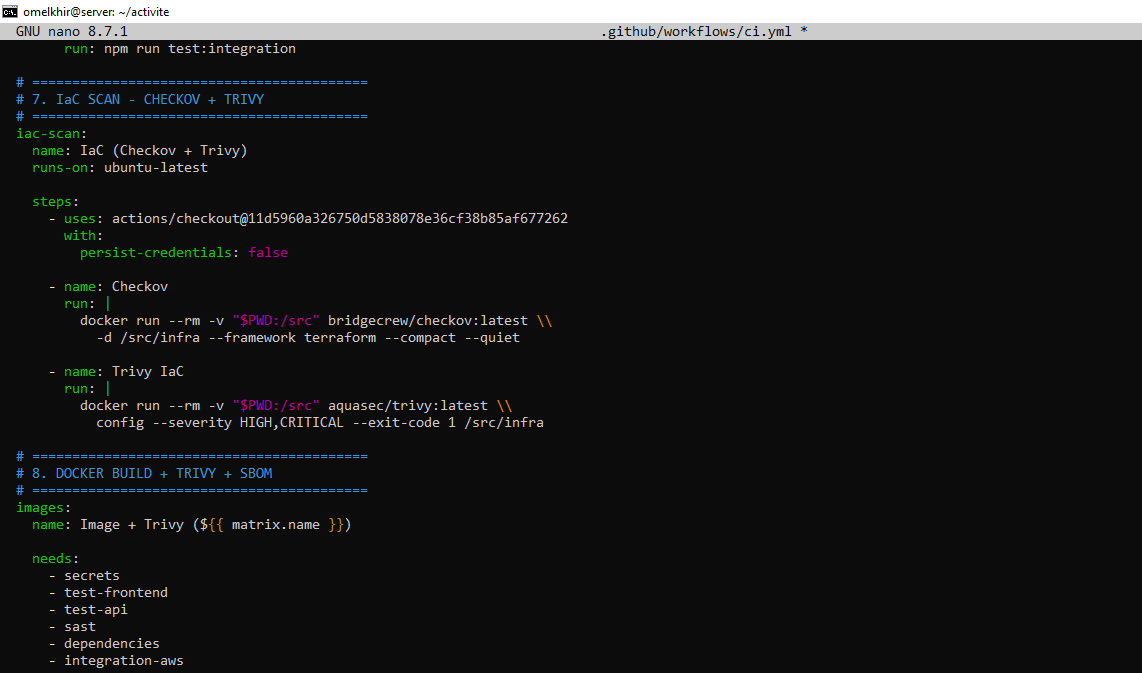 omelkhir@server: ~/activite
GNU nano 8.7.1 .github/workflows/ci.yml *
run: npm run test:integration
# ==========================================
# 7. IaC SCAN - CHECKOV + TRIVY
# ==========================================
iac-scan:
name: IaC (Checkov + Trivy)
runs-on: ubuntu-latest
steps:
- uses: actions/checkout@11d5960a326750d5838078e36cf38b85af677262
with:
persist-credentials: false
- name: Checkov
run: |
docker run --rm -v "$PWD:/src" bridgecrew/checkov:latest \\
-d /src/infra --framework terraform --compact --quiet
- name: Trivy IaC
run: |
docker run --rm -v "$PWD:/src" aquasec/trivy:latest \\
config --severity HIGH,CRITICAL --exit-code 1 /src/infra
# ==========================================
# 8. DOCKER BUILD + TRIVY + SBOM
# ==========================================
images:
name: Image + Trivy (${{ matrix.name }})
needs:
- secrets
- test-frontend
- test-api
- sast
- dependencies
- integration-aws